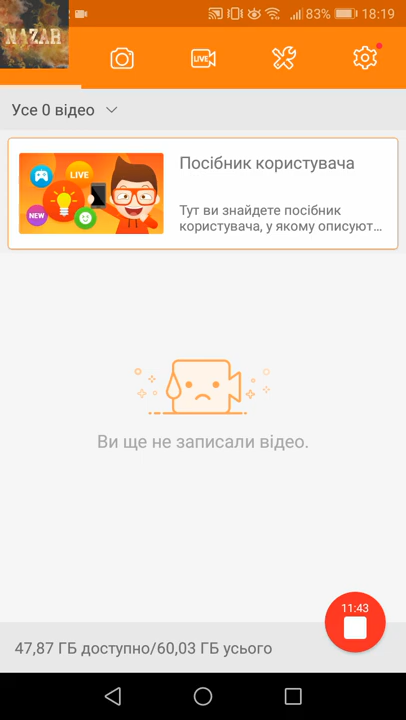 NAZAR
83% 18:19
LIVE
Усе 0 відео
LIVE
NEW
Посібник користувача
Тут ви знайдете посібник
користувача, у якому описуют...
Ви ще не записали відео.
11:43
47,87 ГБ доступно/60,03 ГБ усього